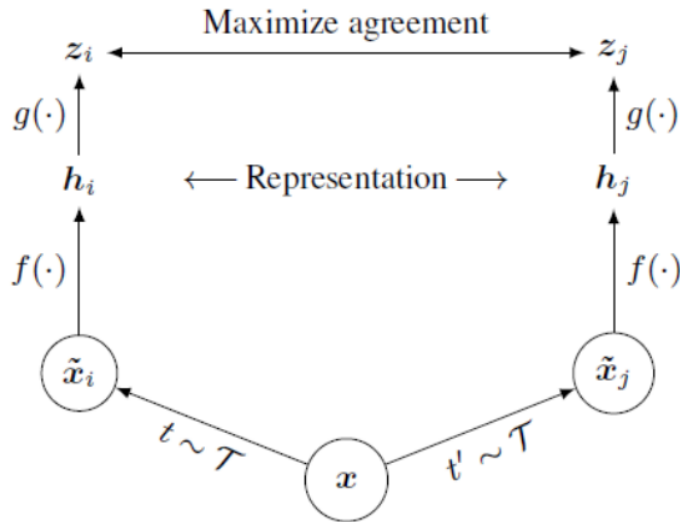 Maximize agreement
z_i z_j
g(·) g(·)
h_i ← Representation → h_j
f(·) f(·)
x̃_i x̃_j
t ~ 𝒯 t' ~ 𝒯
x